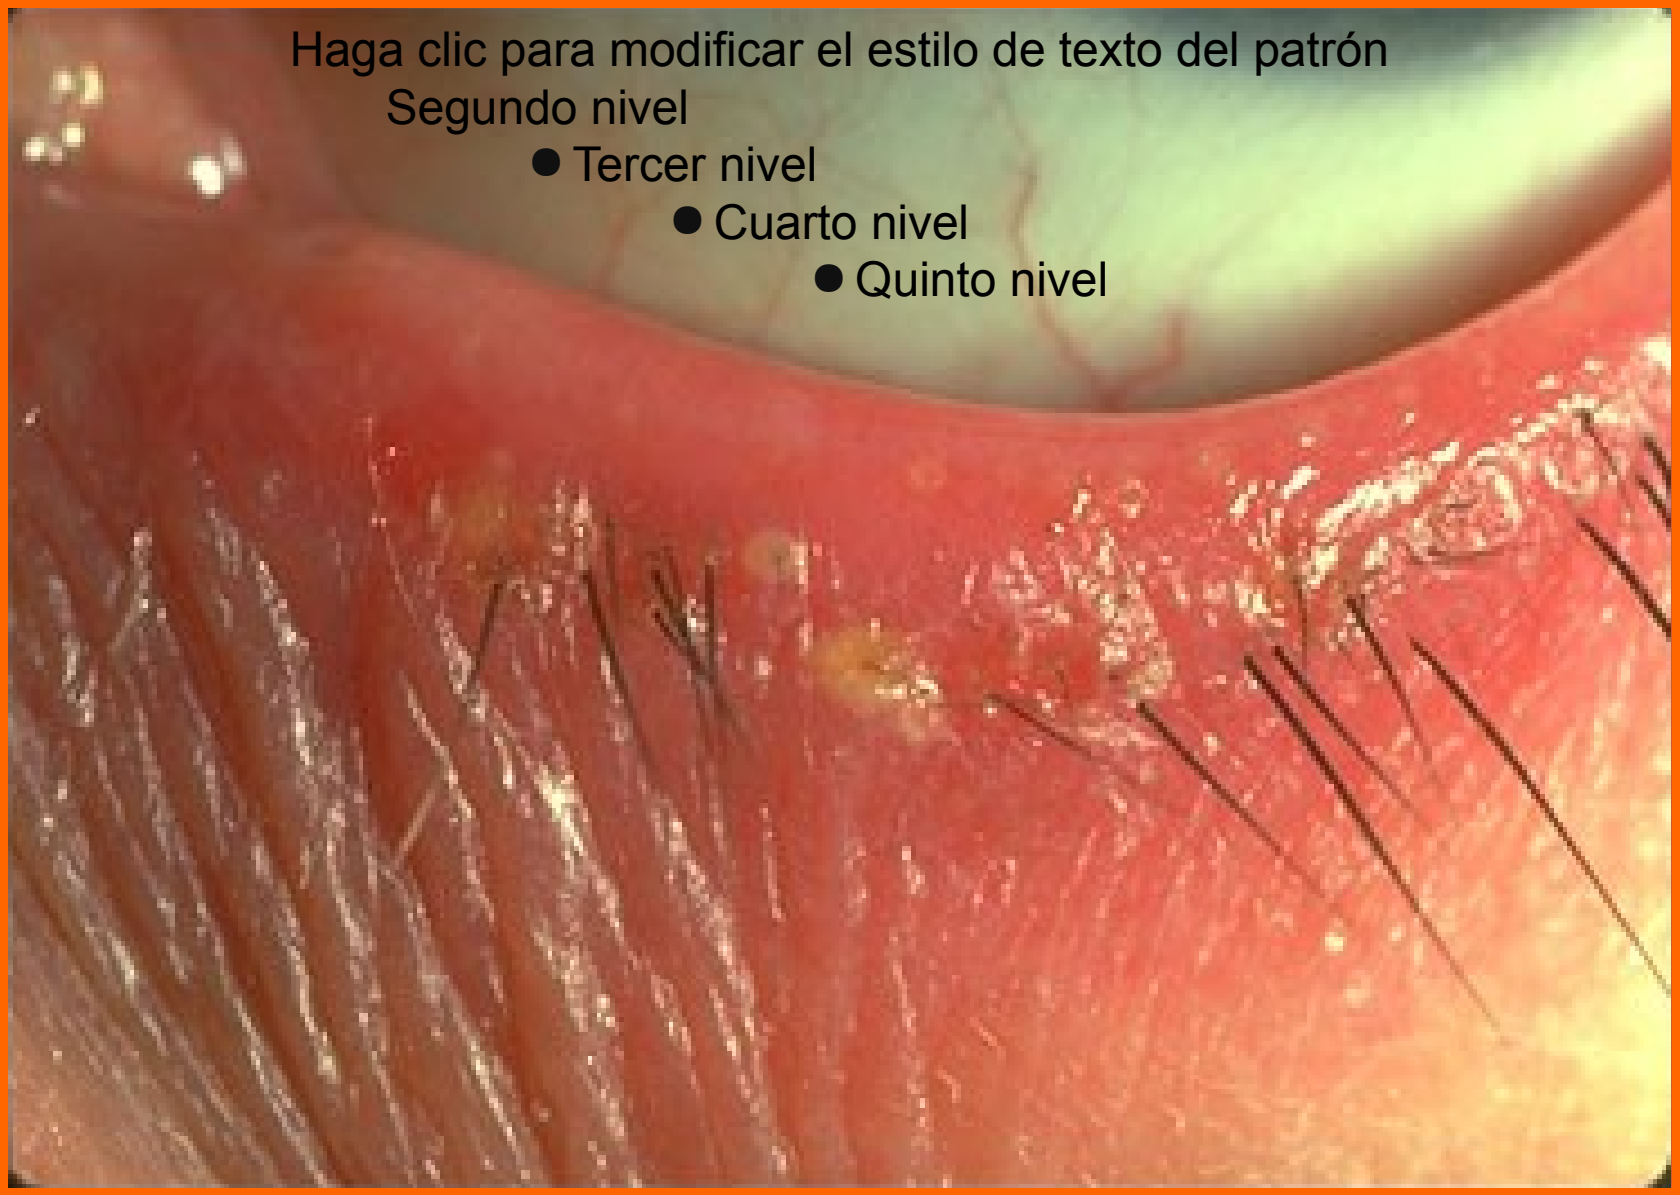 Haga clic para modificar el estilo de texto del patrón
Segundo nivel
● Tercer nivel
● Cuarto nivel
● Quinto nivel